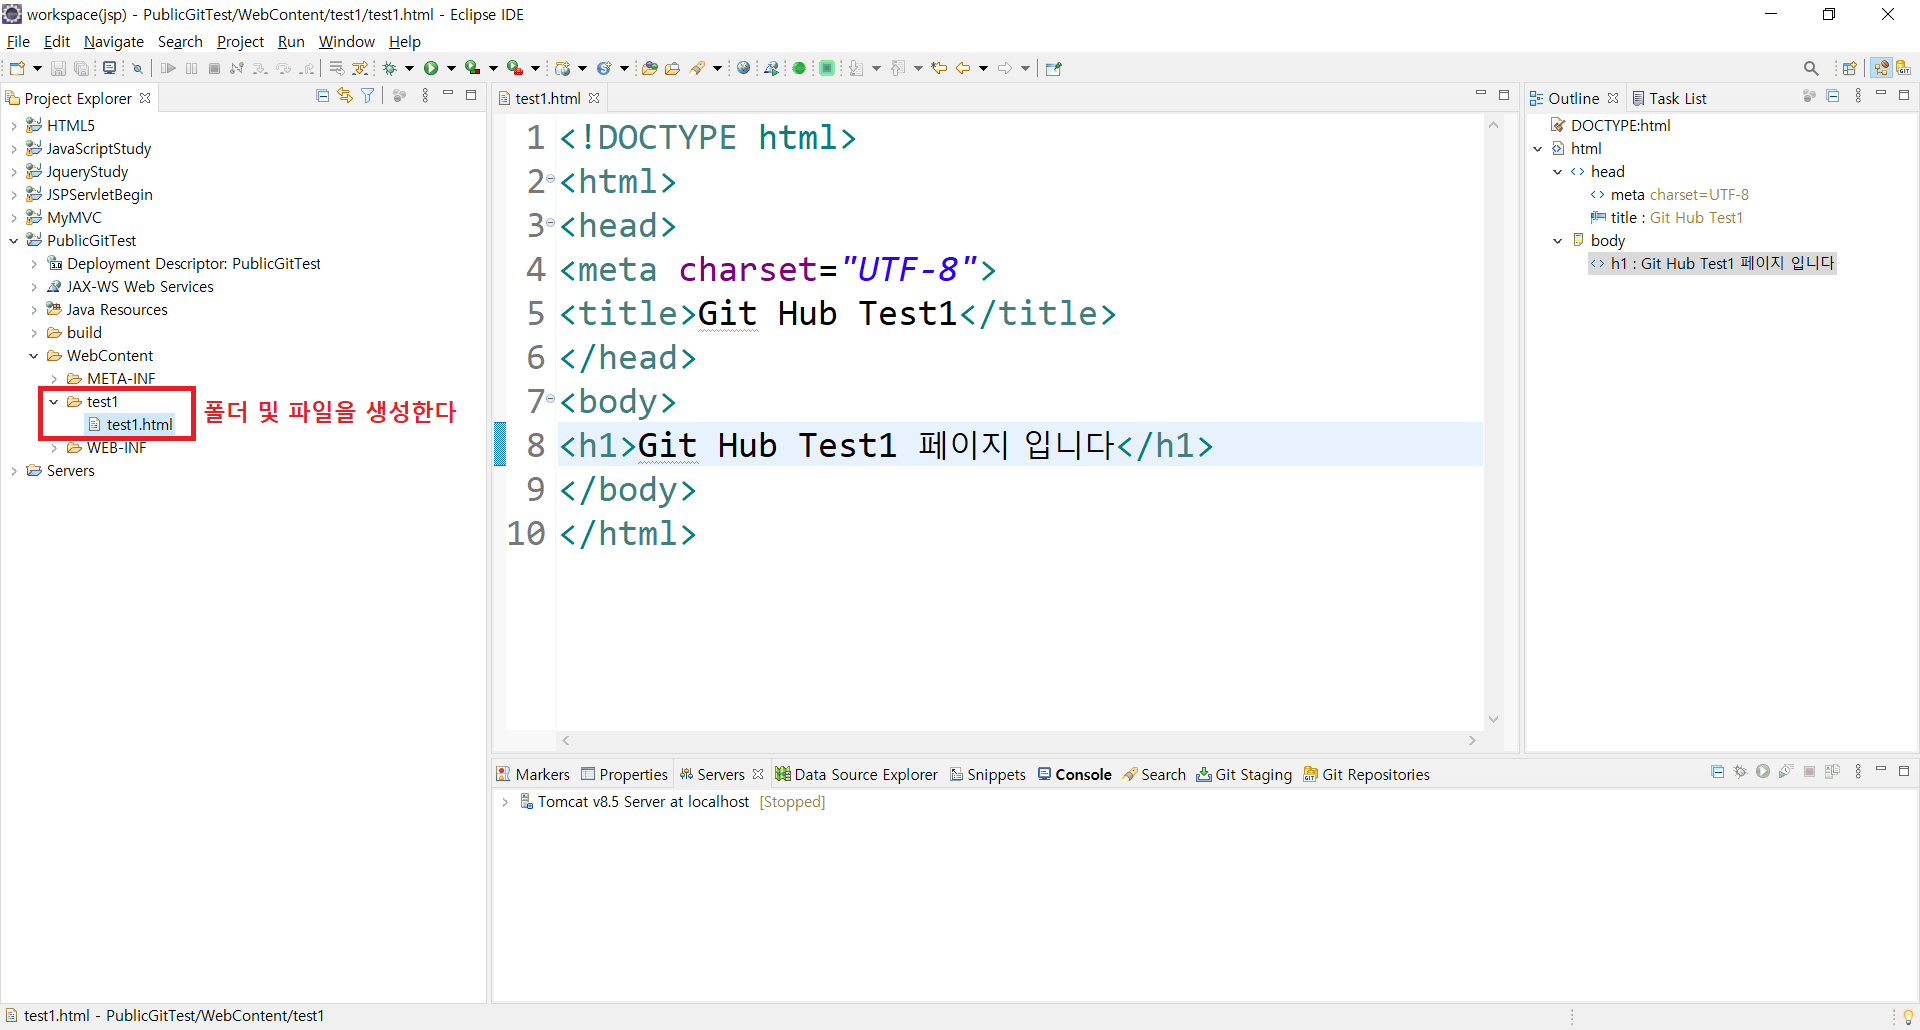 workspace(jsp) - PublicGitTest/WebContent/test1/test1.html - Eclipse IDE
File Edit Navigate Search Project Run Window Help
Project Explorer
HTML5
JavaScriptStudy
JqueryStudy
JSPServletBegin
MyMVC
PublicGitTest
Deployment Descriptor: PublicGitTest
JAX-WS Web Services
Java Resources
build
WebContent
META-INF
test1
test1.html
폴더 및 파일을 생성한다
WEB-INF
Servers
test1.html
1 <!DOCTYPE html>
2 <html>
3 <head>
4 <meta charset="UTF-8">
5 <title>Git Hub Test1</title>
6 </head>
7 <body>
8 <h1>Git Hub Test1 페이지 입니다</h1>
9 </body>
10 </html>
Outline Task List
DOCTYPE:html
html
head
meta charset=UTF-8
title : Git Hub Test1
body
h1 : Git Hub Test1 페이지 입니다
Markers Properties Servers Data Source Explorer Snippets Console Search Git Staging Git Repositories
Tomcat v8.5 Server at localhost [Stopped]
test1.html - PublicGitTest/WebContent/test1